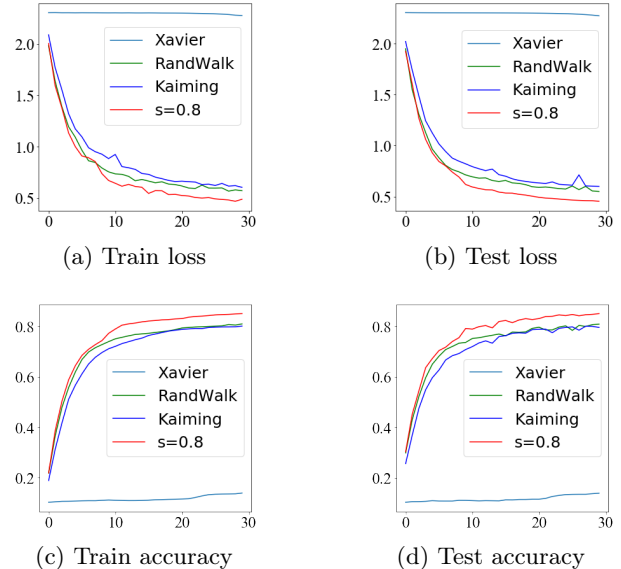 2.0
1.5
1.0
0.5
0 10 20 30
Xavier
RandWalk
Kaiming
s=0.8
(a) Train loss
2.0
1.5
1.0
0.5
0 10 20 30
Xavier
RandWalk
Kaiming
s=0.8
(b) Test loss
0.8
0.6
0.4
0.2
0 10 20 30
Xavier
RandWalk
Kaiming
s=0.8
(c) Train accuracy
0.8
0.6
0.4
0.2
0 10 20 30
Xavier
RandWalk
Kaiming
s=0.8
(d) Test accuracy